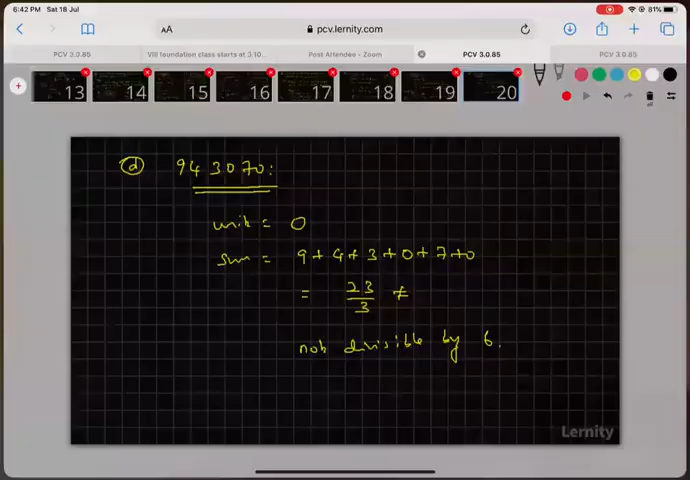 6:42 PM Sat 18 Jul
81%
AA
pcv.lernity.com
PCV 3.0.85
VIII foundation class starts at 3.10...
Post Attendee - Zoom
PCV 3.0.85
PCV 3.0.85
13 14 15 16 17 18 19 20
d 943070:
unit = 0
sum = 9+4+3+0+7+0
= 23/3 ≠
not divisible by 6.
Lernity